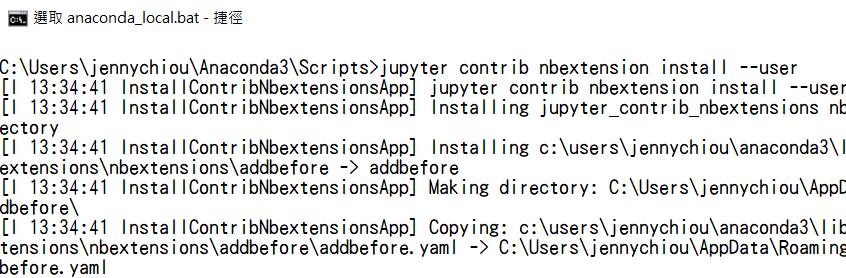 選取 anaconda_local.bat - 捷徑
C:\Users\jennychiou\Anaconda3\Scripts>jupyter contrib nbextension install --user
[I 13:34:41 InstallContribNbextensionsApp] jupyter contrib nbextension install --user
[I 13:34:41 InstallContribNbextensionsApp] Installing jupyter_contrib_nbextensions nb
ectory
[I 13:34:41 InstallContribNbextensionsApp] Installing c:\users\jennychiou\anaconda3\l
extensions\nbextensions\addbefore -> addbefore
[I 13:34:41 InstallContribNbextensionsApp] Making directory: C:\Users\jennychiou\AppD
dbefore\
[I 13:34:41 InstallContribNbextensionsApp] Copying: c:\users\jennychiou\anaconda3\lib
tensions\nbextensions\addbefore\addbefore.yaml -> C:\Users\jennychiou\AppData\Roaming
before.yaml